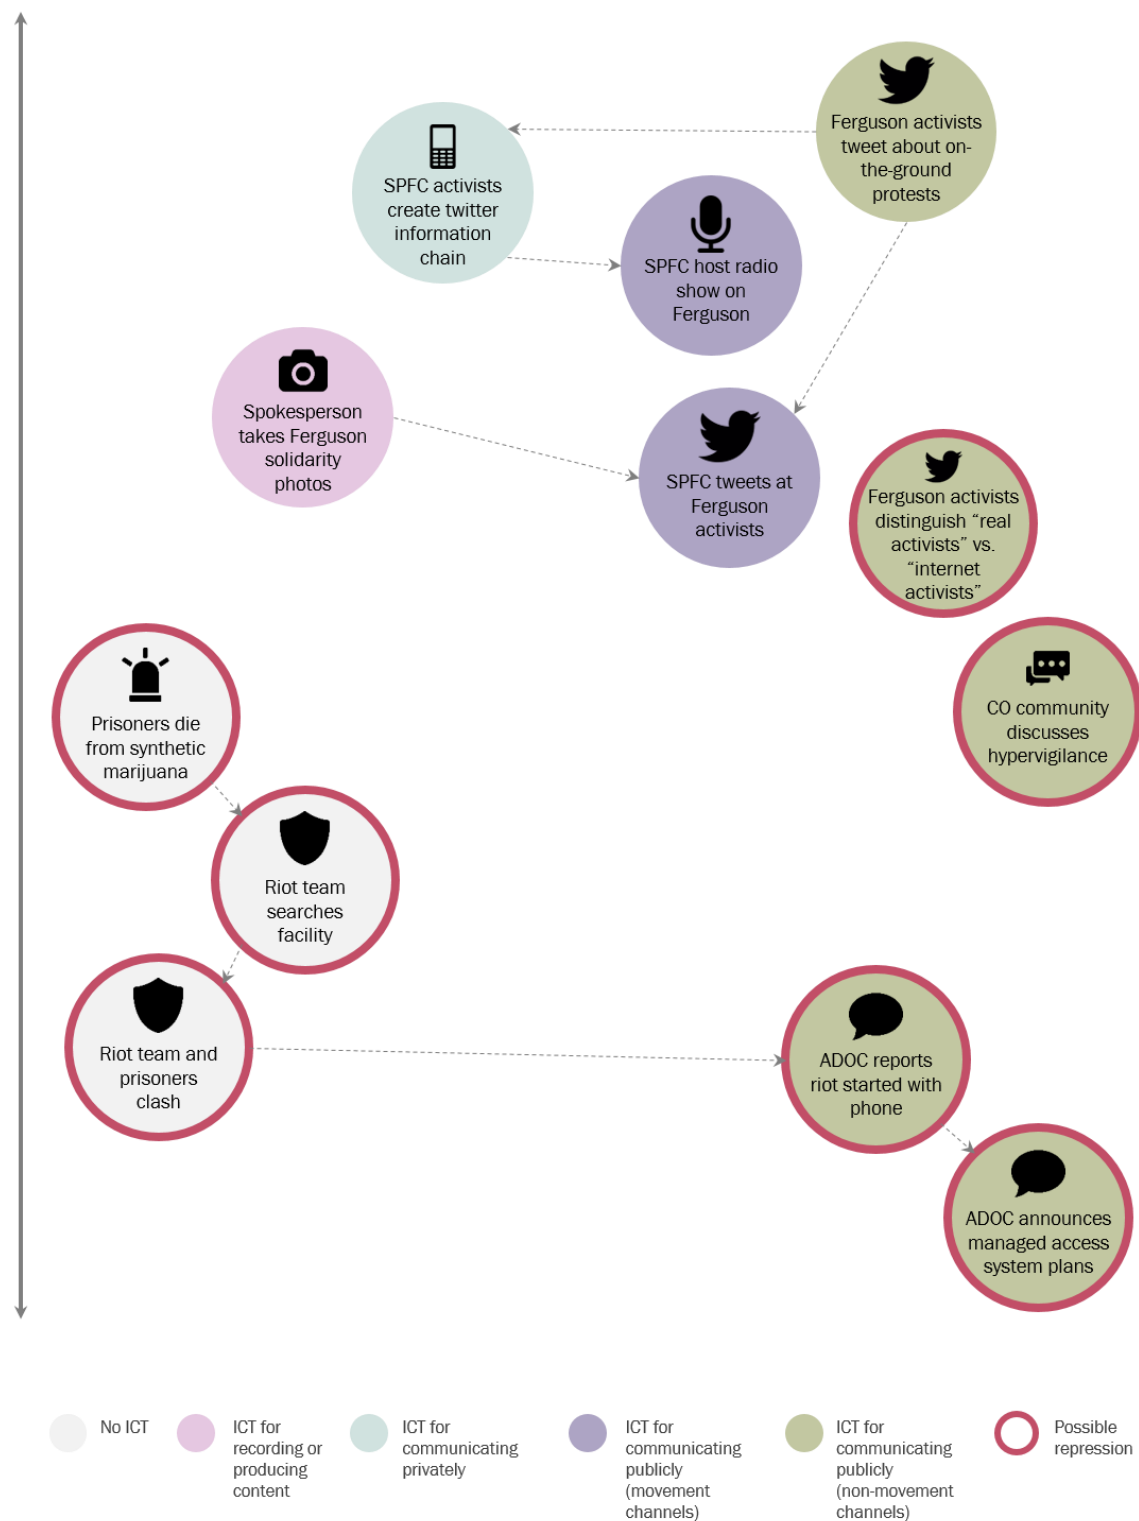 Ferguson activists
tweet about on-
the-ground
protests
SPFC activists
create twitter
information
chain
SPFC host radio
show on
Ferguson
Spokesperson
takes Ferguson
solidarity
photos
SPFC tweets at
Ferguson
activists
Ferguson activists
distinguish “real
activists” vs.
“internet
activists”
Prisoners die
from synthetic
marijuana
CO community
discusses
hypervigilance
Riot team
searches
facility
Riot team and
prisoners
clash
ADOC reports
riot started with
phone
ADOC announces
managed access
system plans
No ICT
ICT for
recording or
producing
content
ICT for
communicating
privately
ICT for
communicating
publicly
(movement
channels)
ICT for
communicating
publicly
(non-movement
channels)
Possible
repression